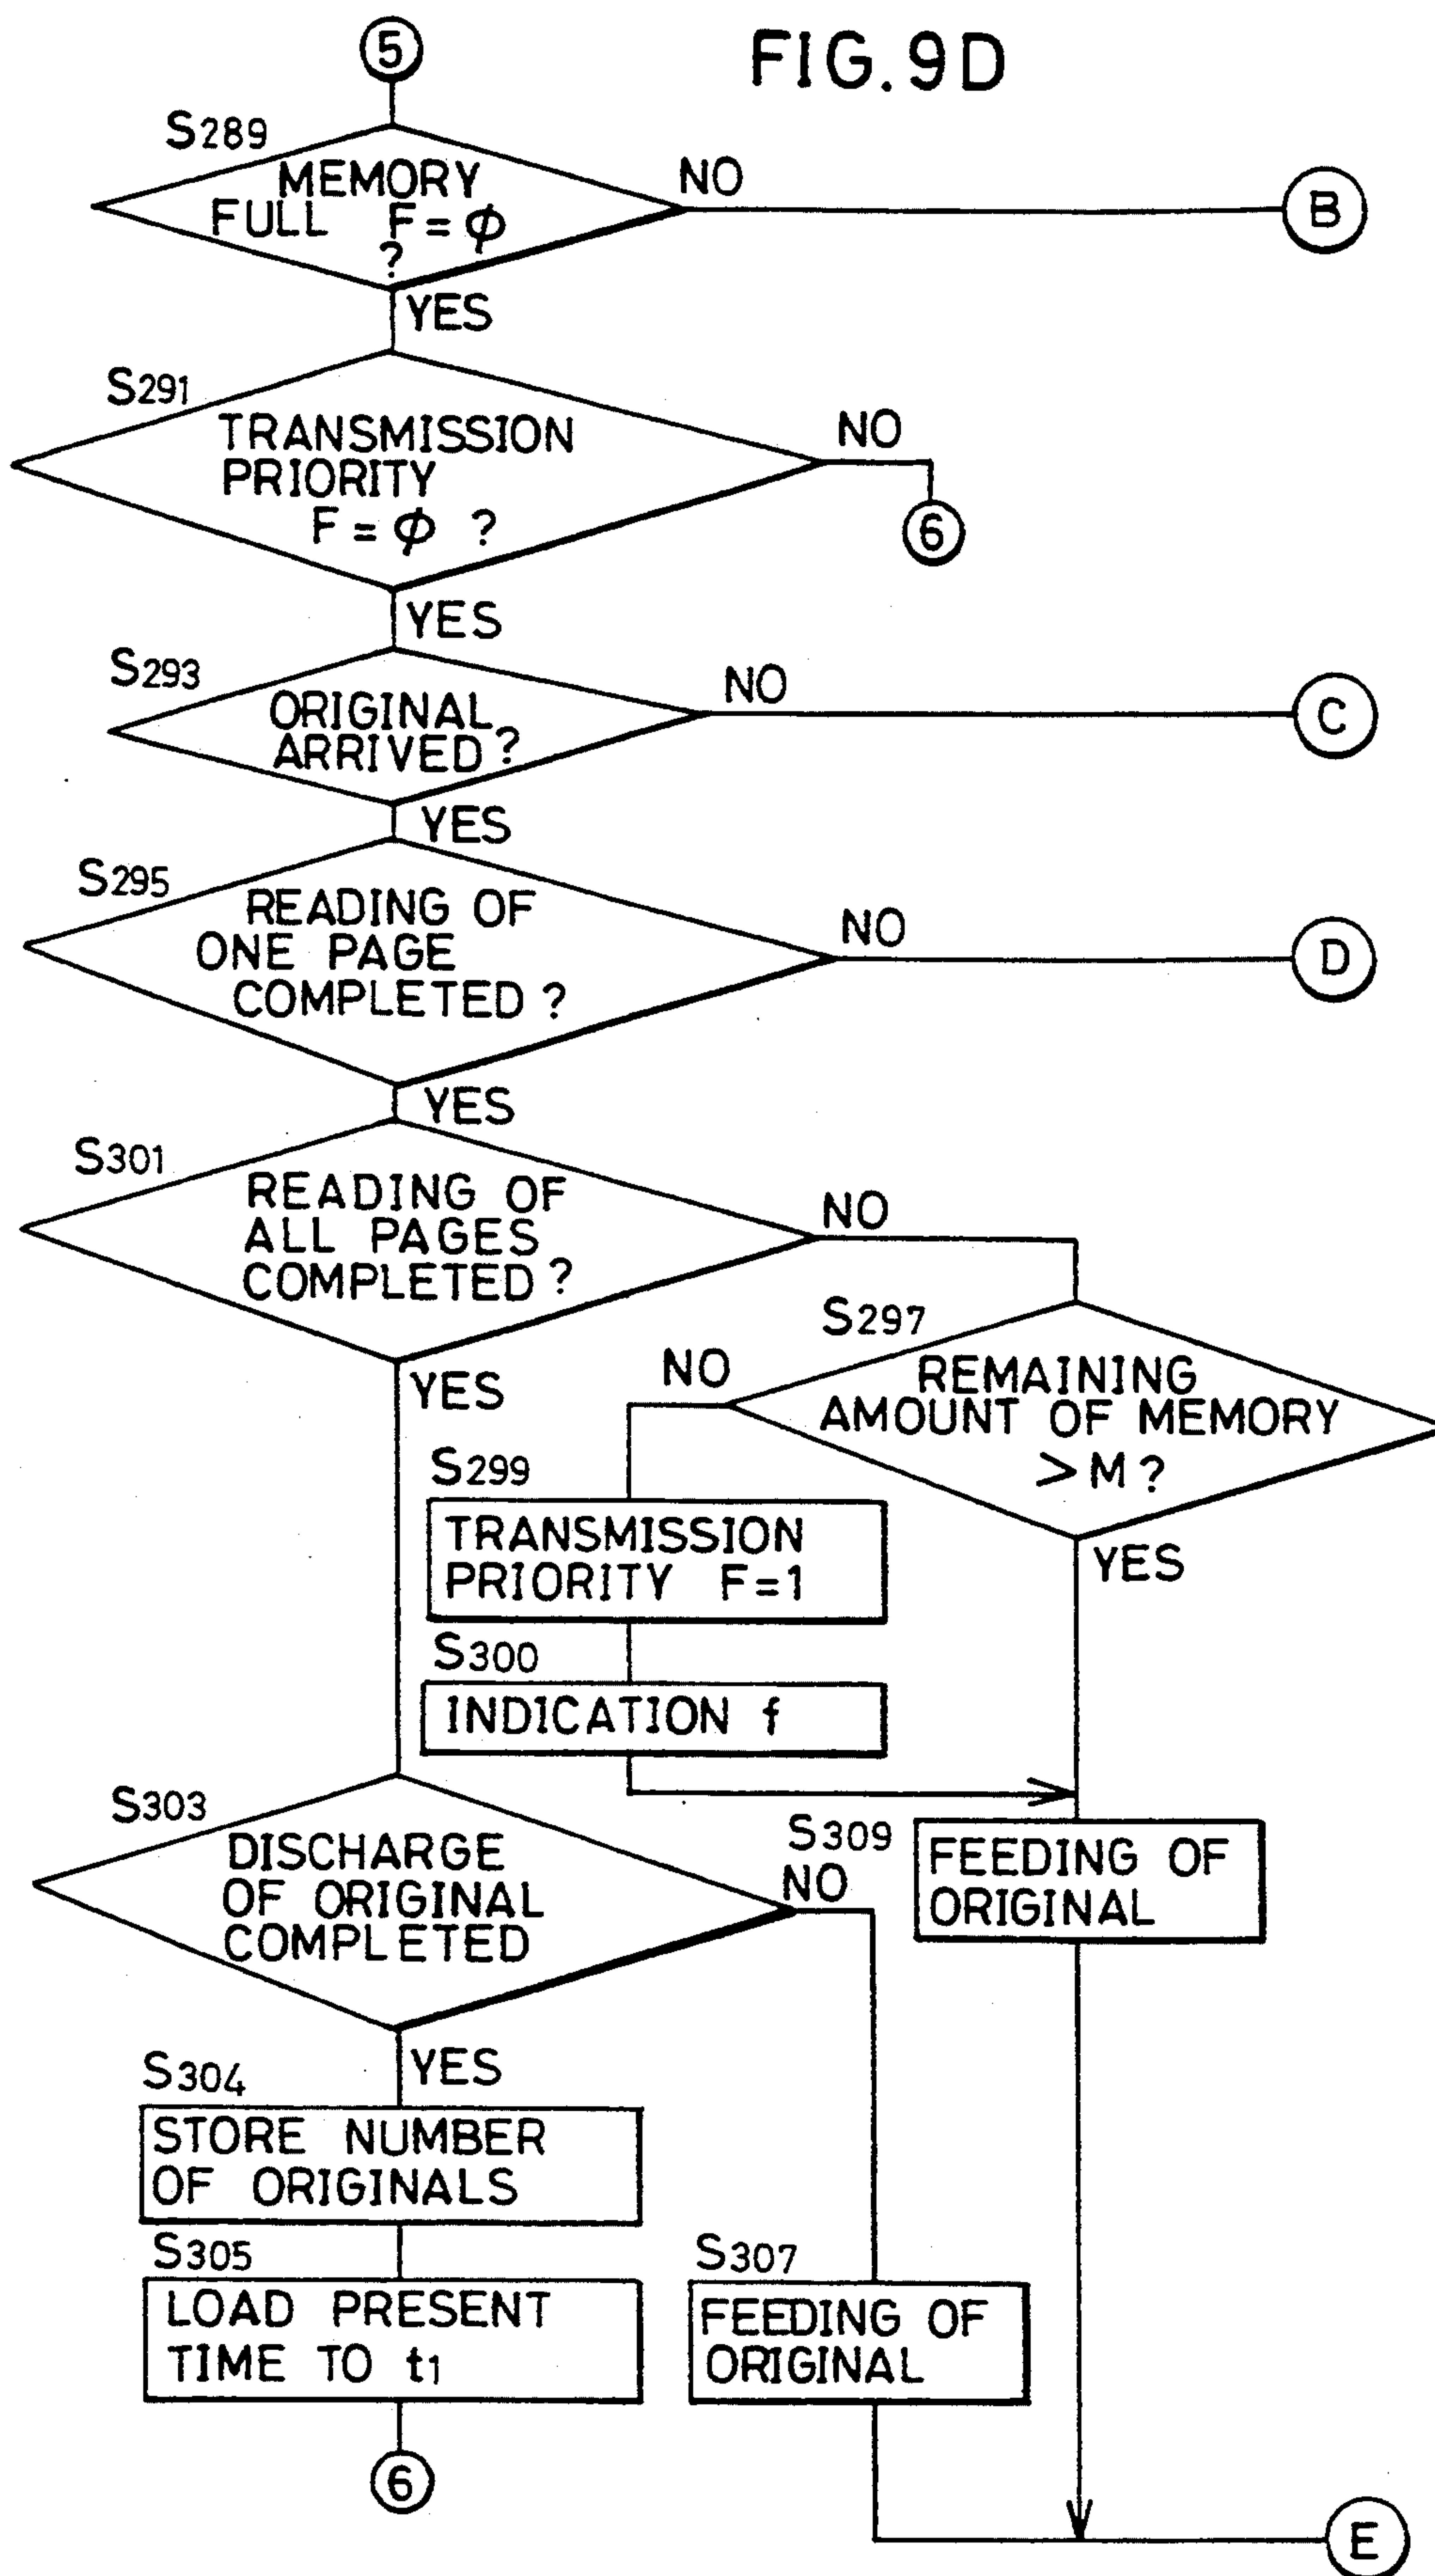 5
FIG. 9D
S289
MEMORY
FULL F=ϕ
?
NO
B
YES
S291
TRANSMISSION
PRIORITY
F=ϕ ?
NO
6
YES
S293
ORIGINAL
ARRIVED?
NO
C
YES
S295
READING OF
ONE PAGE
COMPLETED?
NO
D
YES
S301
READING OF
ALL PAGES
COMPLETED?
NO
YES
S297
REMAINING
AMOUNT OF MEMORY
>M?
NO
YES
S299
TRANSMISSION
PRIORITY F=1
S300
INDICATION f
S303
DISCHARGE
OF ORIGINAL
COMPLETED
NO
S309
FEEDING OF
ORIGINAL
YES
S304
STORE NUMBER
OF ORIGINALS
S305
LOAD PRESENT
TIME TO t1
6
S307
FEEDING OF
ORIGINAL
E